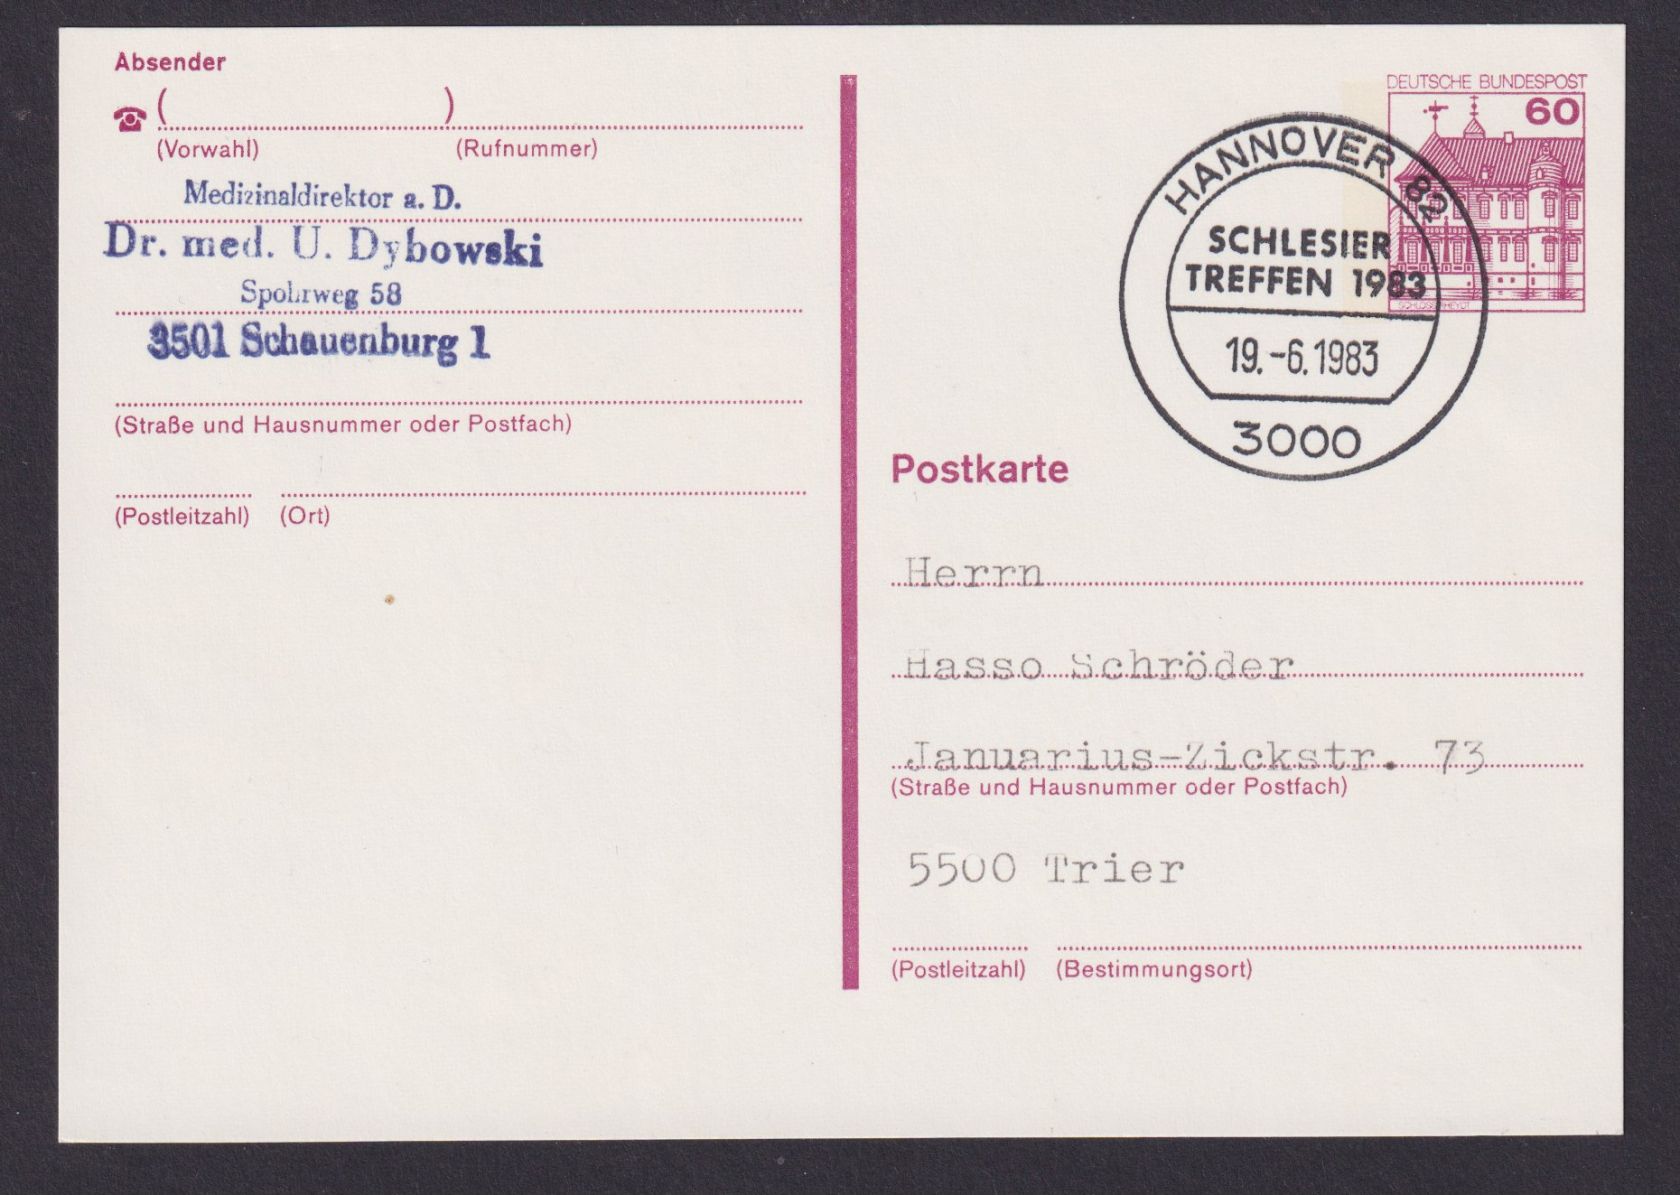 Absender
( )
(Vorwahl) (Rufnummer)
Medizinaldirektor a. D.
Dr. med. U. Dybowski
Spohrweg 58
3501 Schauenburg 1
(Straße und Hausnummer oder Postfach)
(Postleitzahl) (Ort)
DEUTSCHE BUNDESPOST
60
SCHLOSS RHEYDT
HANNOVER 82
SCHLESIER
TREFFEN 1983
19.-6.1983
3000
Postkarte
Herrn
Hasso Schröder
Januarius-Zickstr. 73
(Straße und Hausnummer oder Postfach)
5500 Trier
(Postleitzahl) (Bestimmungsort)